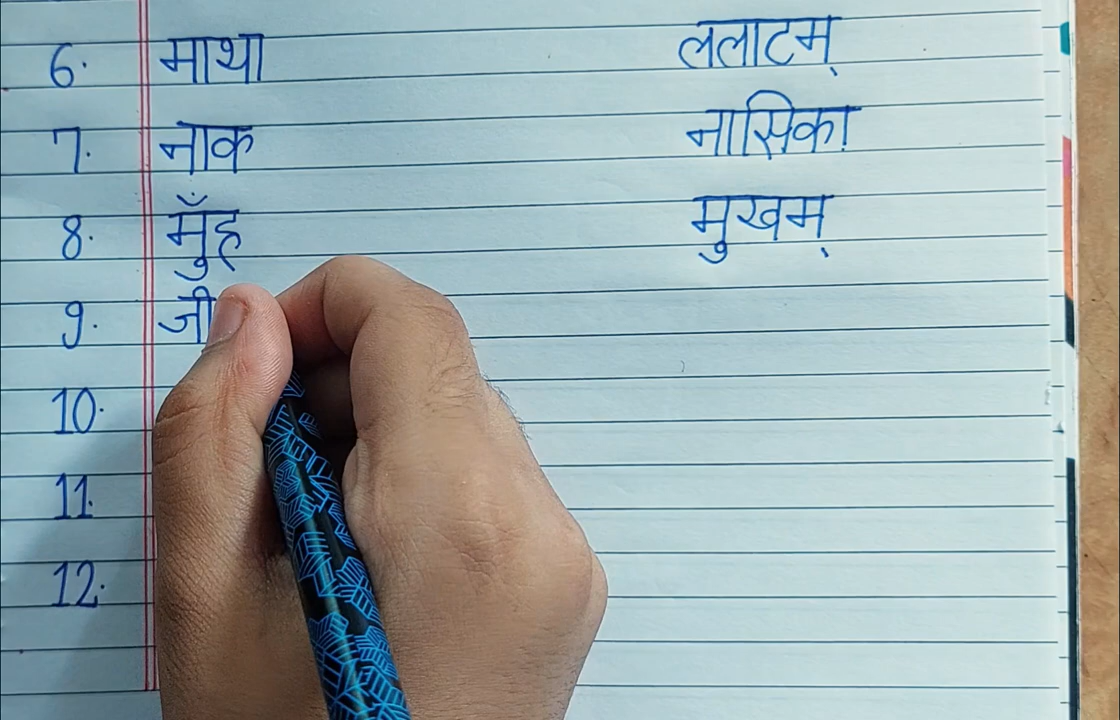 6. माथा ललाटम्
7. नाक नासिका
8. मुँह मुखम्
9. जी
10.
11.
12.